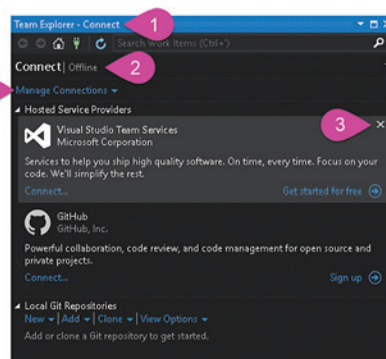 Team Explorer - Connect
1
Search Work Items (Ctrl+')
Connect | Offline
2
Manage Connections
Hosted Service Providers
3
Visual Studio Team Services
Microsoft Corporation
Services to help you ship high quality software. On time, every time. Focus on your
code. We'll simplify the rest.
Connect... Get started for free
GitHub
GitHub, Inc.
Powerful collaboration, code review, and code management for open source and
private projects.
Connect... Sign up
Local Git Repositories
New | Add | Clone | View Options
Add or clone a Git repository to get started.